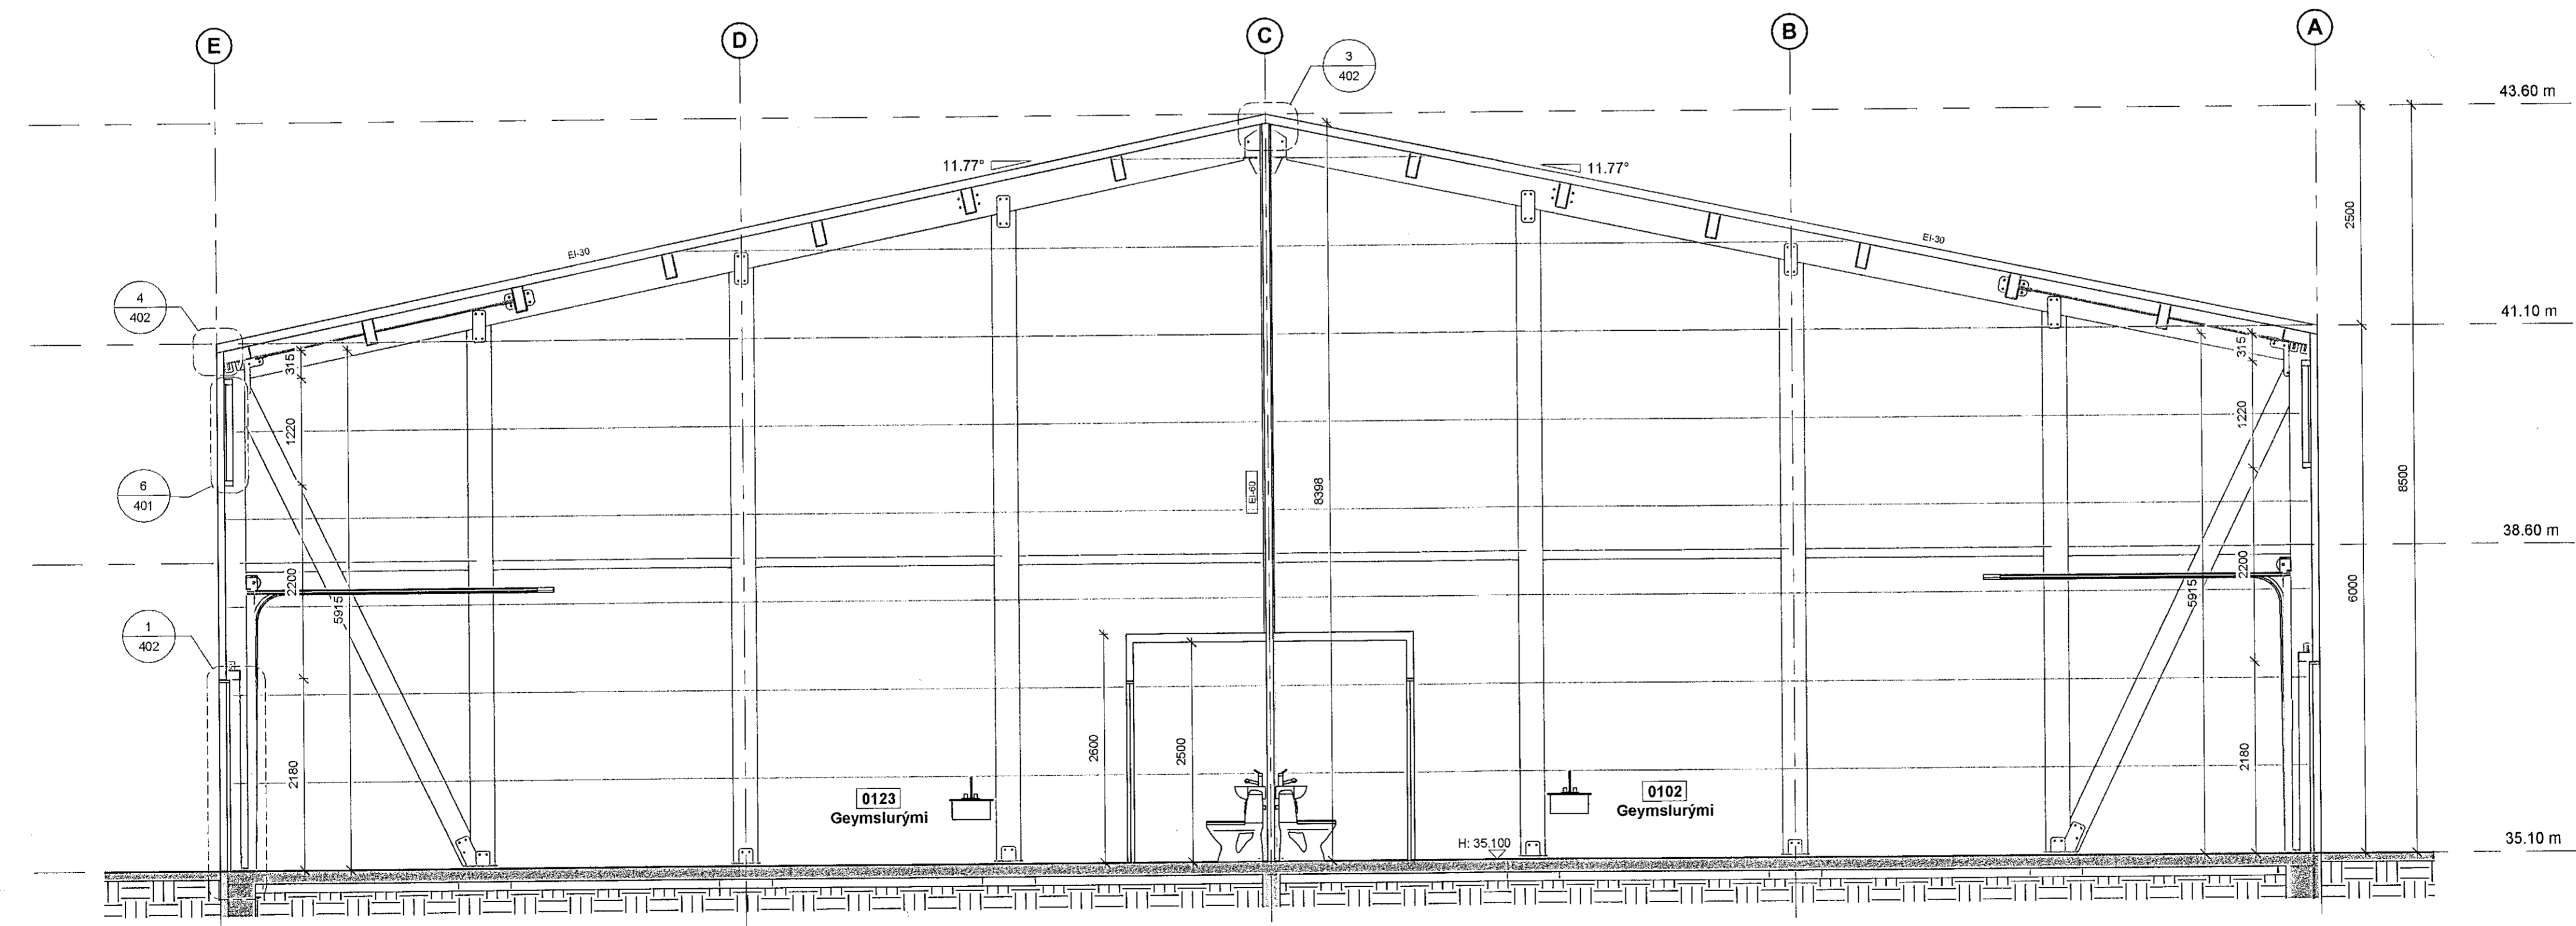 E
D
C
B
A
3
402
43.60 m
11.77°
11.77°
2500
EI-30
EI-30
4
402
41.10 m
315
315
1220
1220
6
401
EI-60
8398
8500
38.60 m
2200
5915
2200
5915
6000
1
402
2600
2500
2180
2180
0123
Geymslurými
0102
Geymslurými
H: 35.100
35.10 m